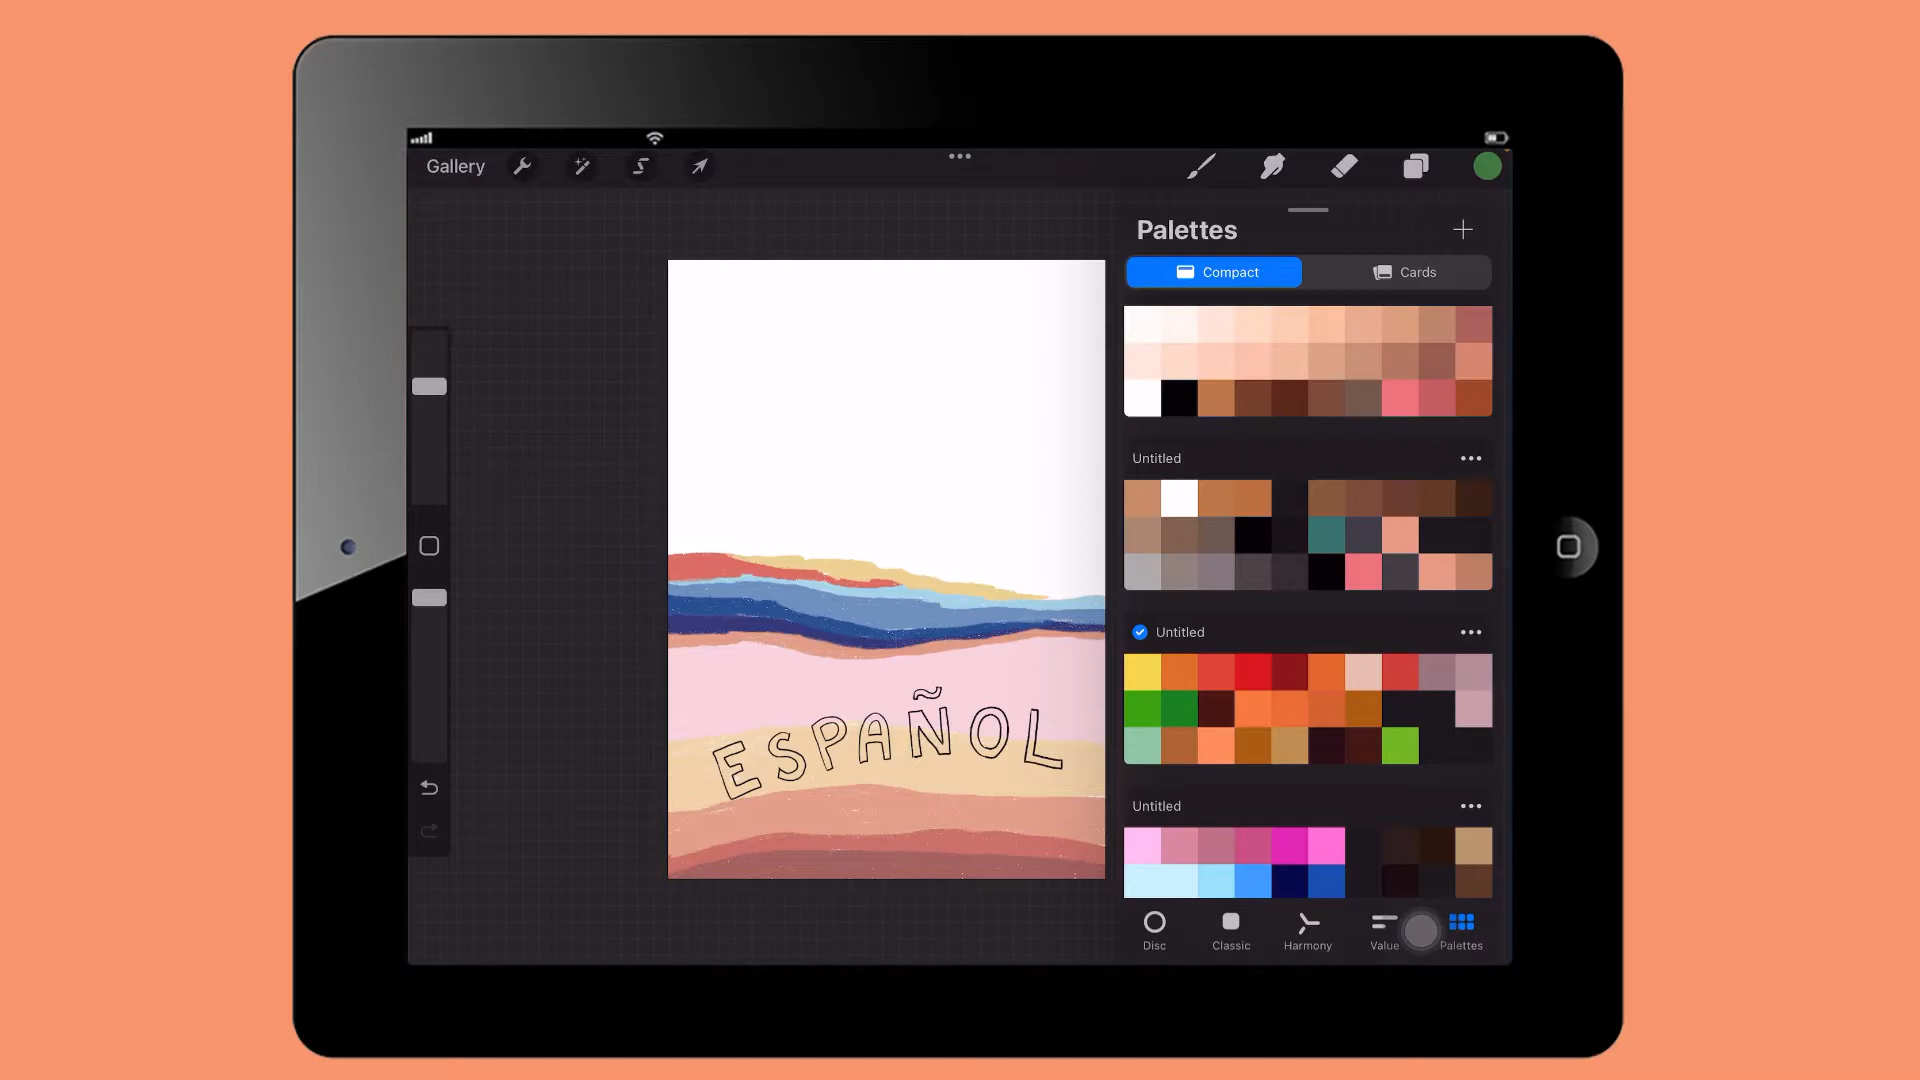 Gallery
Palettes
Compact
Cards
Untitled
Untitled
Untitled
ESPAÑOL
Disc
Classic
Harmony
Value
Palettes